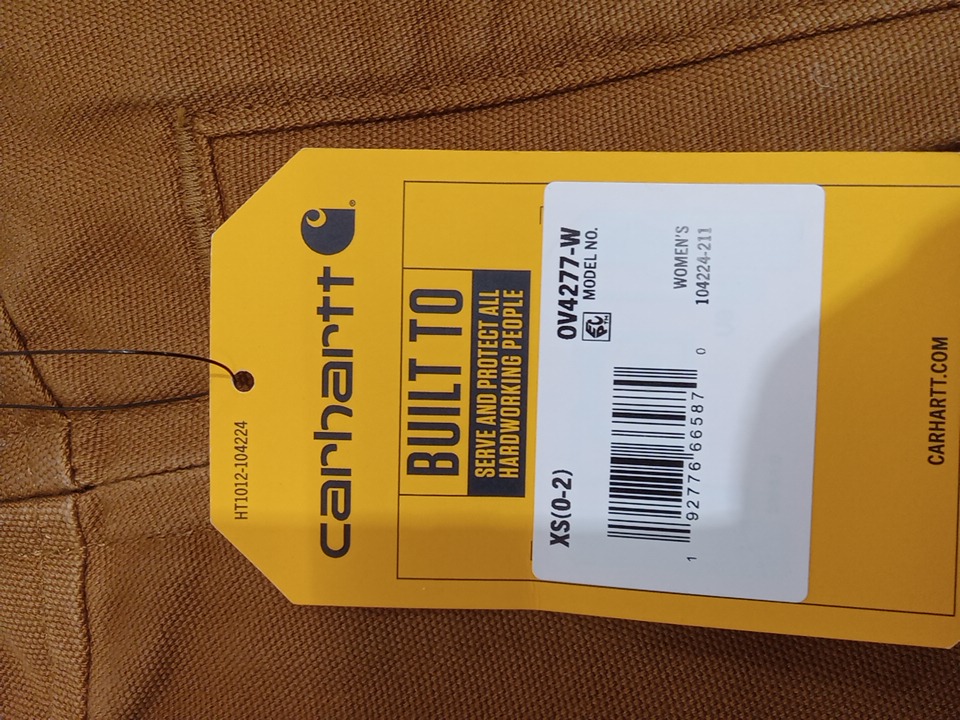 HT1012-104224
carhartt®
BUILT TO
SERVE AND PROTECT ALL
HARDWORKING PEOPLE
XS(0-2) OV4277-W
MODEL NO.
1 92776 66587 0
WOMEN'S
104224-211
CARHARTT.COM